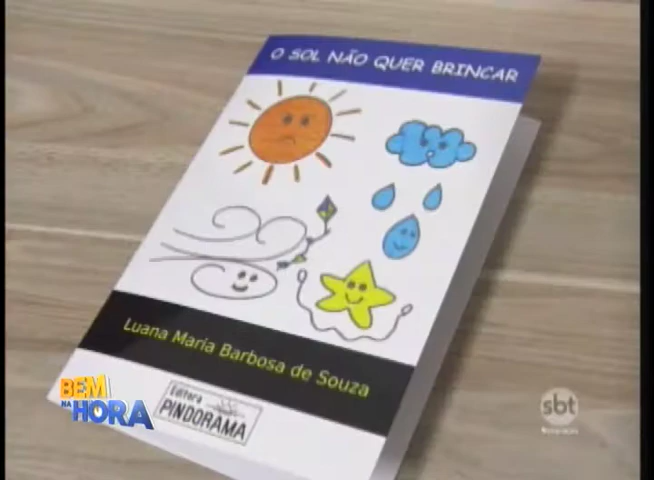 O SOL NÃO QUER BRINCAR
Luana Maria Barbosa de Souza
Editora
PINDORAMA
BEM
NA HORA
sbt